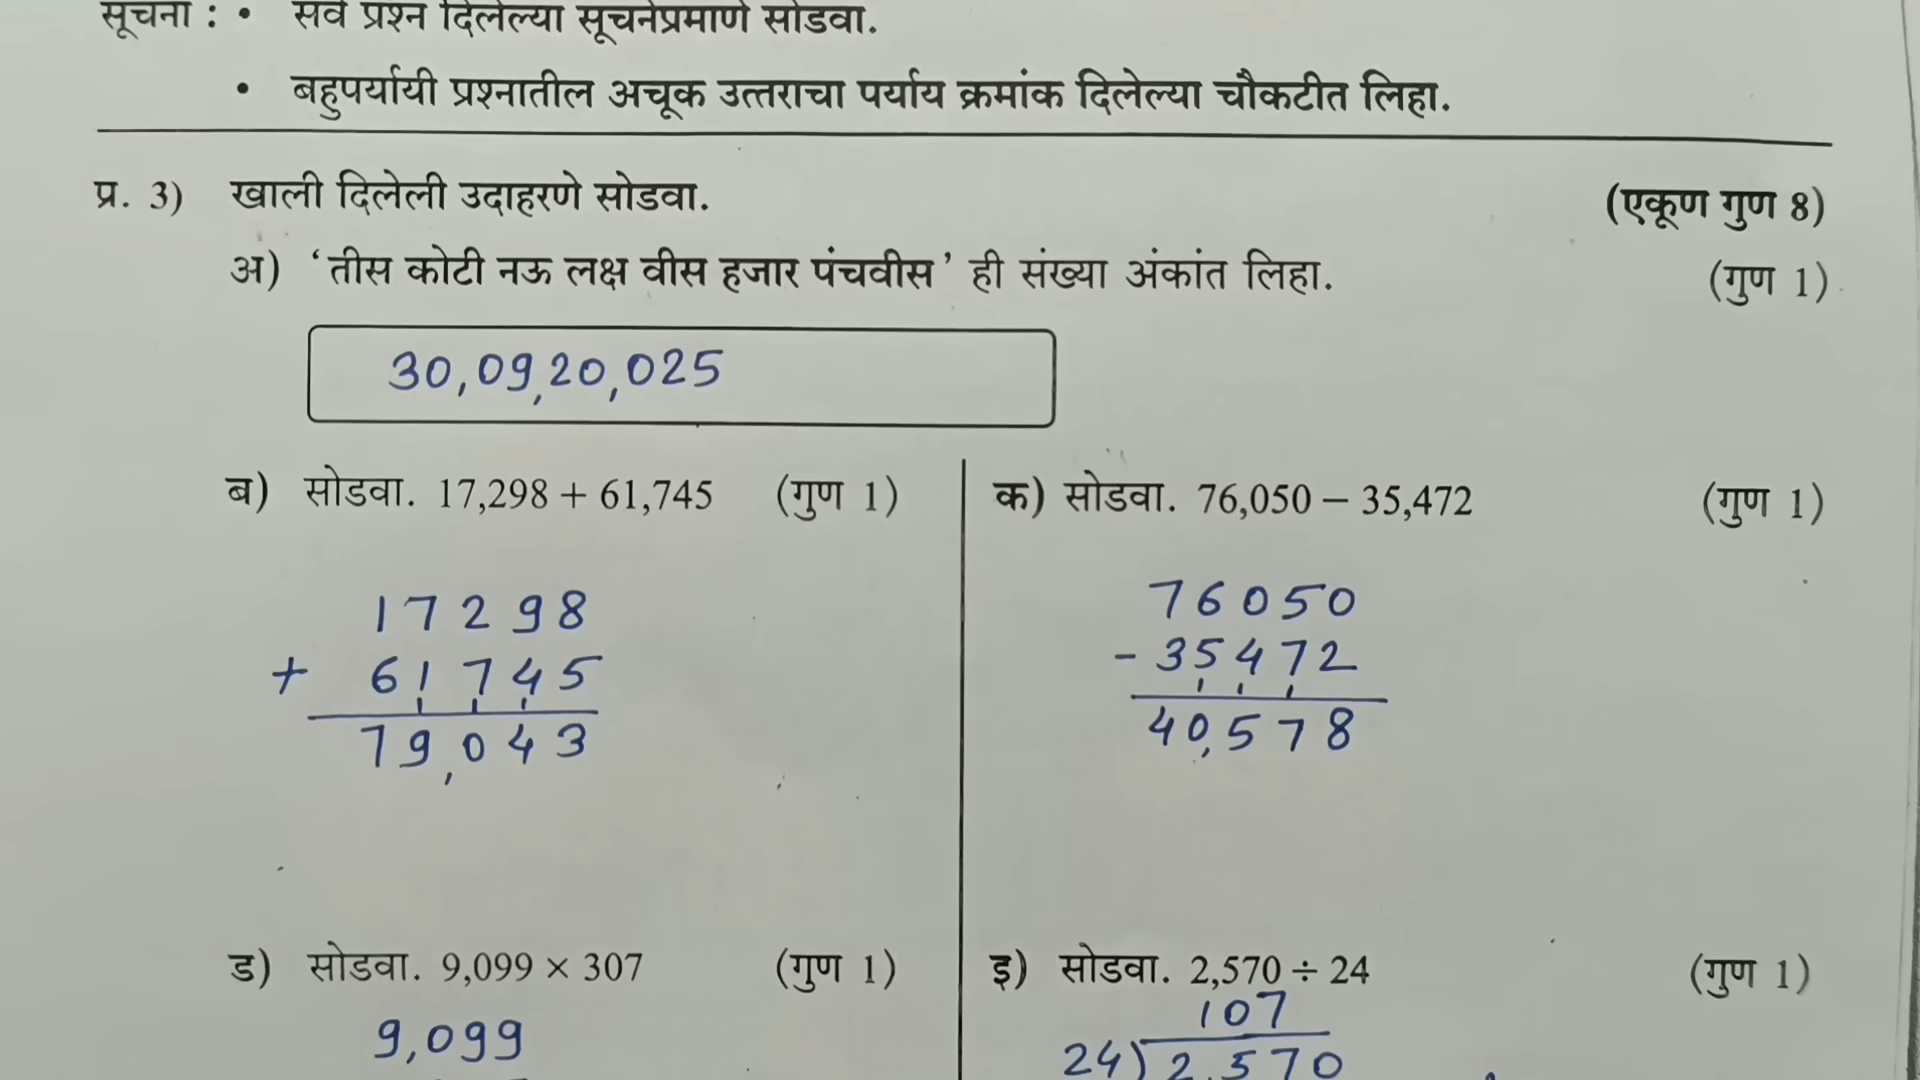 सूचना : • सर्व प्रश्न दिलेल्या सूचनेप्रमाणे सोडवा.
• बहुपर्यायी प्रश्नातील अचूक उत्तराचा पर्याय क्रमांक दिलेल्या चौकटीत लिहा.
प्र. 3) खाली दिलेली उदाहरणे सोडवा. (एकूण गुण 8)
अ) ‘तीस कोटी नऊ लक्ष वीस हजार पंचवीस’ ही संख्या अंकांत लिहा. (गुण 1)
30,09,20,025
ब) सोडवा. 17,298 + 61,745 (गुण 1)
17298
+ 61745
79,043
क) सोडवा. 76,050 – 35,472 (गुण 1)
76050
- 35472
40,578
ड) सोडवा. 9,099 × 307 (गुण 1)
9,099
इ) सोडवा. 2,570 ÷ 24 (गुण 1)
107
24)2,570